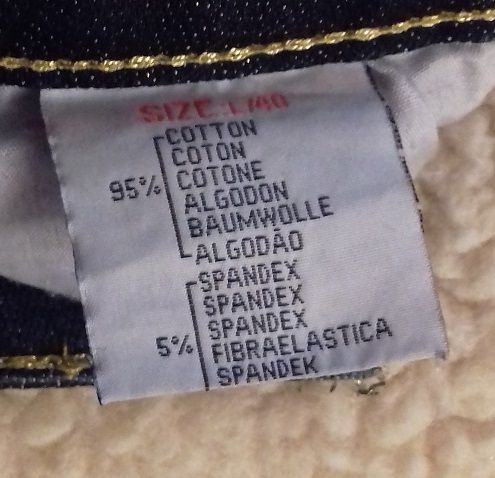 SIZE L/40
COTTON
COTON
COTONE
95% ALGODON
BAUMWOLLE
ALGODÃO
SPANDEX
SPANDEX
SPANDEX
5% FIBRAELASTICA
SPANDEK